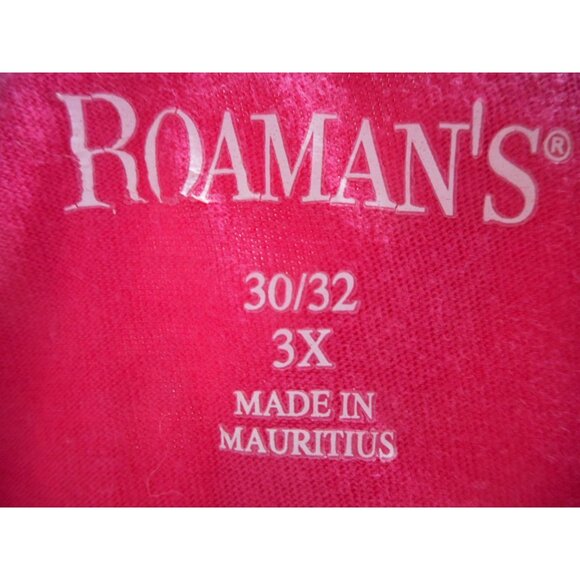 ROAMAN'S®
30/32
3X
MADE IN
MAURITIUS